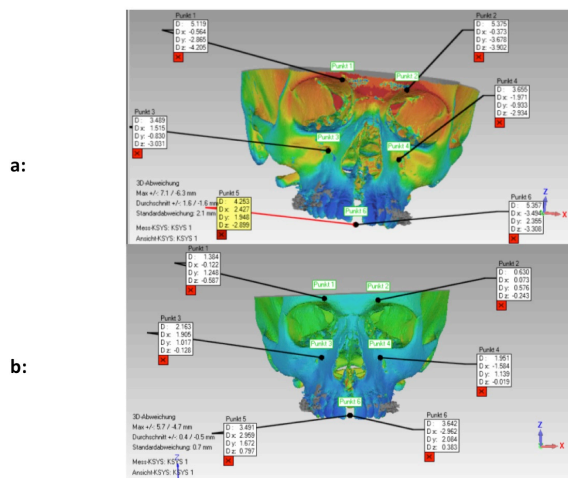 a:
Punkt 1
D : 5.119
D x: -0.564
D y: -2.865
D z: -4.205
Punkt 2
D : 5.375
D x: -0.373
D y: -3.678
D z: -3.902
Punkt 1
Punkt 2
Punkt 4
D : 3.655
D x: -1.971
D y: -0.933
D z: -2.934
Punkt 3
D : 3.489
D x: 1.515
D y: -0.830
D z: -3.031
Punkt 3
3D-Abweichung
Max +/-: 7.1 / -6.3 mm
Durchschnitt +/-: 1.6 / -1.6 mm
Standardabweichung: 2.1 mm
Mess-KSYS: KSYS 1
Ansicht-KSYS: KSYS 1
Punkt 5
D : 4.253
D x: 2.427
D y: 1.948
D z: -2.899
Punkt 6
Punkt 6
D : 5.357
D x: -3.494
D y: 2.355
D z: -3.308
Z
X
b:
Punkt 1
D : 1.384
D x: -0.122
D y: 1.248
D z: -0.587
Punkt 2
D : 0.630
D x: 0.073
D y: 0.576
D z: -0.243
Punkt 1
Punkt 2
Punkt 3
D : 2.163
D x: 1.905
D y: 1.017
D z: -0.128
Punkt 3
Punkt 4
Punkt 4
D : 1.951
D x: -1.584
D y: 1.139
D z: -0.019
3D-Abweichung
Max +/-: 5.7 / -4.7 mm
Durchschnitt +/-: 0.4 / -0.5 mm
Standardabweichung: 0.7 mm
Mess-KSYS: KSYS 1
Ansicht-KSYS: KSYS 1
Punkt 5
D : 3.491
D x: 2.959
D y: 1.672
D z: 0.797
Punkt 6
Punkt 6
D : 3.642
D x: -2.962
D y: 2.084
D z: 0.383
Z
X
Z